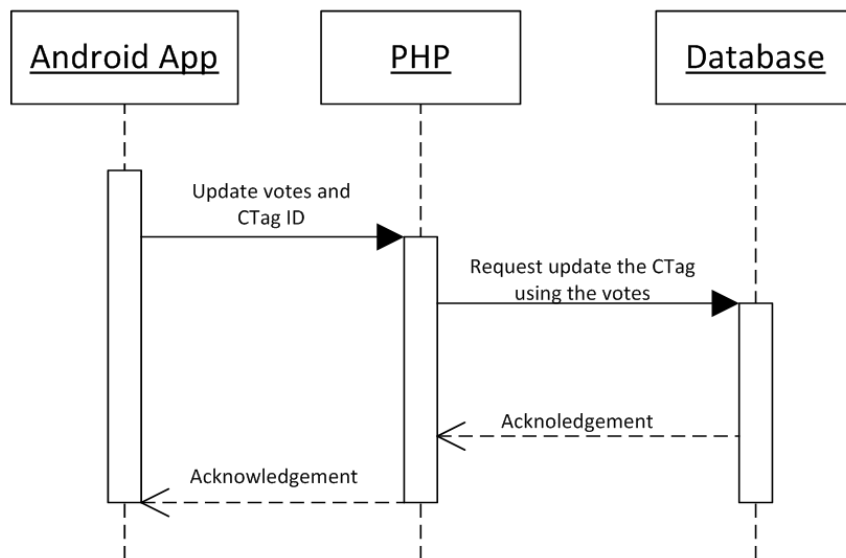 Android App
PHP
Database
Update votes and
CTag ID
Request update the CTag
using the votes
Acknoledgement
Acknowledgement